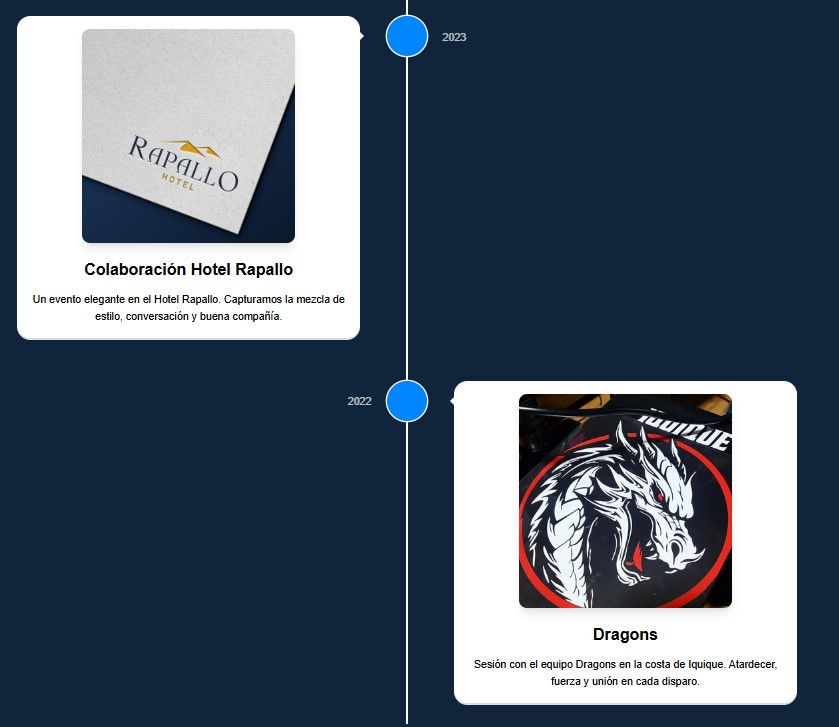 2023
RAPALLO
HOTEL
Colaboración Hotel Rapallo
Un evento elegante en el Hotel Rapallo. Capturamos la mezcla de
estilo, conversación y buena compañía.
2022
IQUIQUE
Dragons
Sesión con el equipo Dragons en la costa de Iquique. Atardecer,
fuerza y unión en cada disparo.